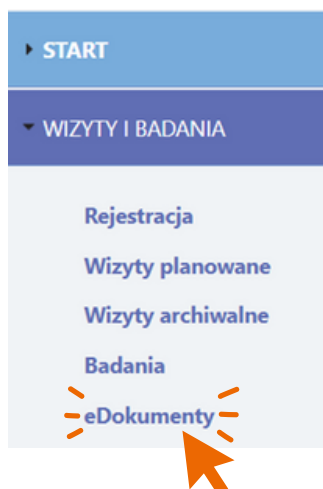 START
WIZYTY I BADANIA
Rejestracja
Wizyty planowane
Wizyty archiwalne
Badania
eDokumenty